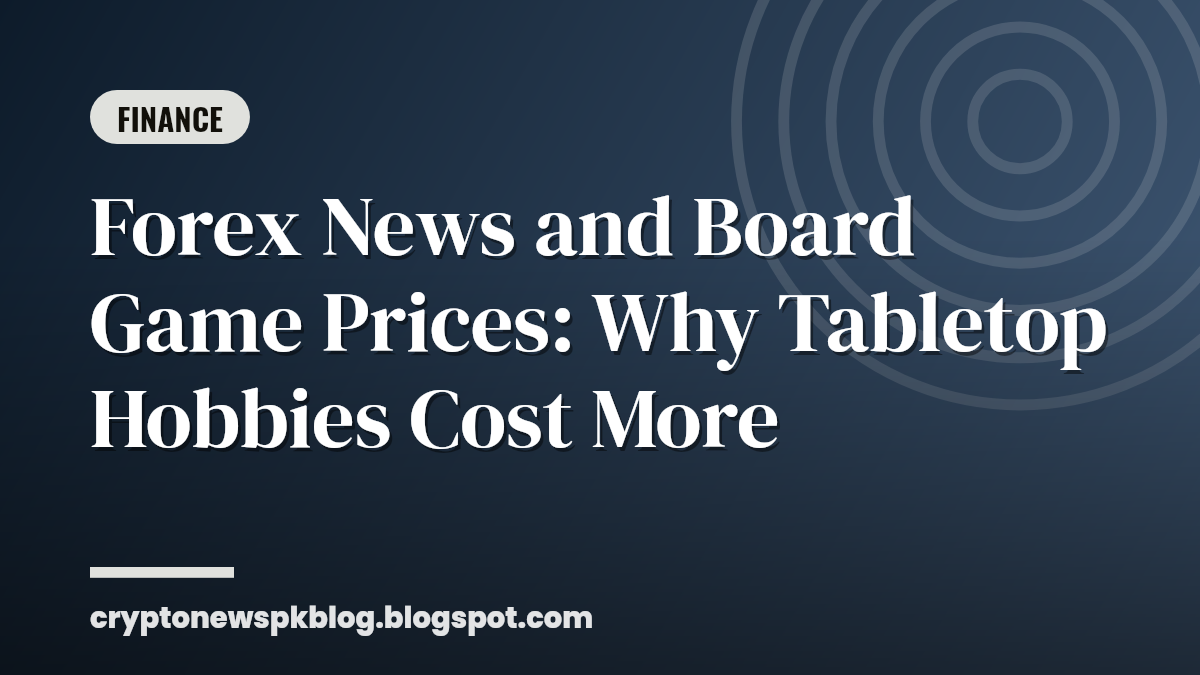 FINANCE
Forex News and Board
Game Prices: Why Tabletop
Hobbies Cost More
cryptonewspkblog.blogspot.com